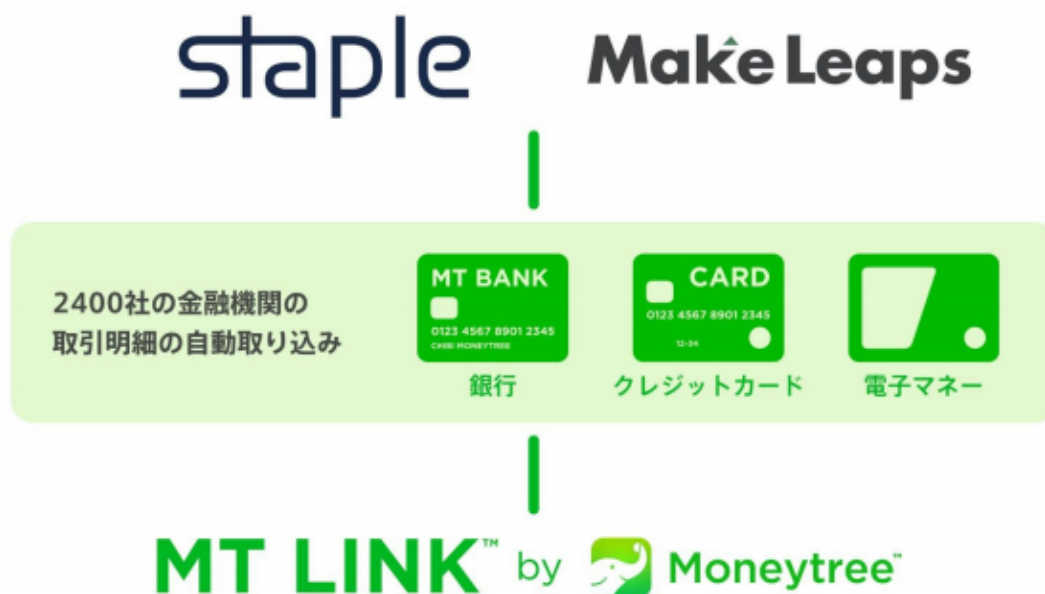 staple
MakeLeaps
2400社の金融機関の
取引明細の自動取り込み
MT BANK
0123 4567 8901 2345
CHIBI MONEYTREE
銀行
CARD
0123 4567 8901 2345
12-34
クレジットカード
電子マネー
MT LINK™ by Moneytree™